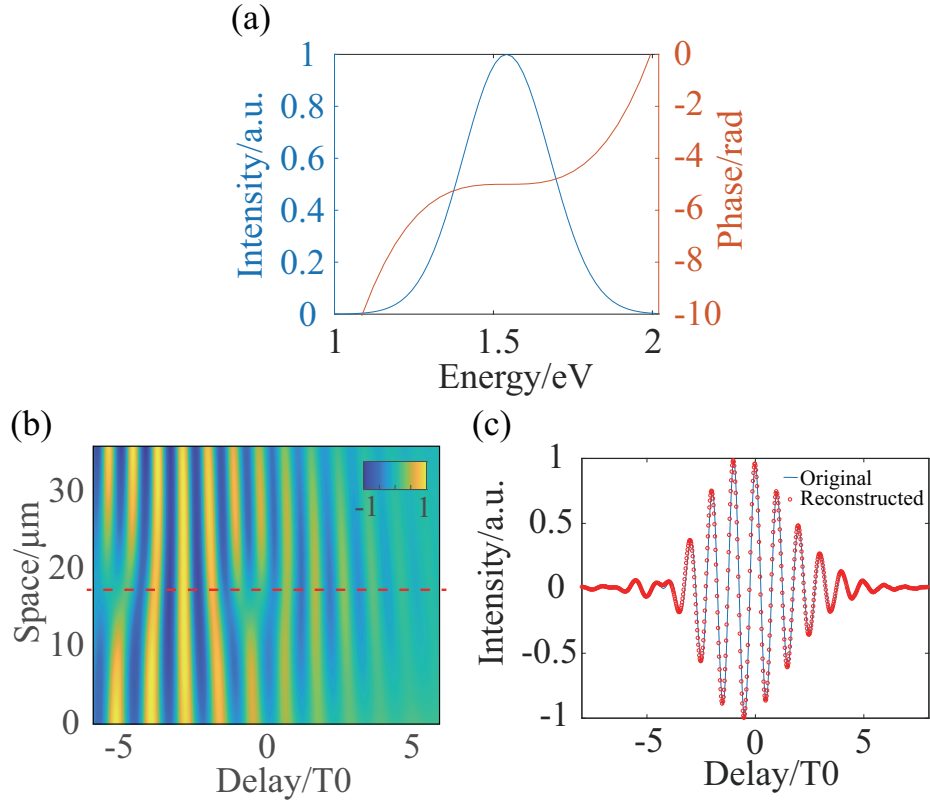 (a)
1
0.8
0.6
0.4
0.2
0
Intensity/a.u.
0
-2
-4
-6
-8
-10
Phase/rad
1
1.5
2
Energy/eV
(b)
30
20
10
0
Space/μm
-1
1
-5
0
5
Delay/T0
(c)
1
0.5
0
-0.5
-1
Intensity/a.u.
Original
Reconstructed
-5
0
5
Delay/T0